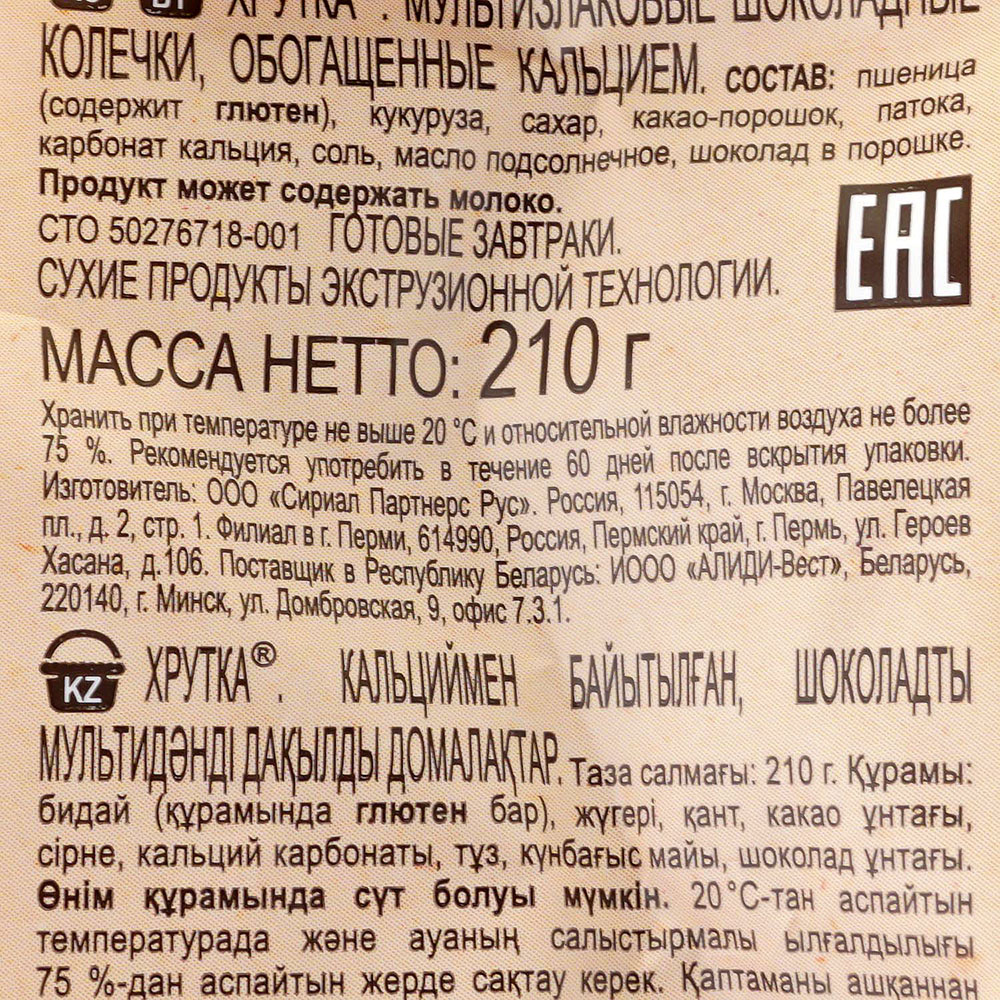 ХРУТКА®. МУЛЬТИЗЛАКОВЫЕ ШОКОЛАДНЫЕ
КОЛЕЧКИ, ОБОГАЩЕННЫЕ КАЛЬЦИЕМ. СОСТАВ: пшеница
(содержит глютен), кукуруза, сахар, какао-порошок, патока,
карбонат кальция, соль, масло подсолнечное, шоколад в порошке.
Продукт может содержать молоко.
СТО 50276718-001 ГОТОВЫЕ ЗАВТРАКИ.
СУХИЕ ПРОДУКТЫ ЭКСТРУЗИОННОЙ ТЕХНОЛОГИИ.
EAC
МАССА НЕТТО: 210 г
Хранить при температуре не выше 20 °С и относительной влажности воздуха не более
75 %. Рекомендуется употребить в течение 60 дней после вскрытия упаковки.
Изготовитель: ООО «Сириал Партнерс Рус». Россия, 115054, г. Москва, Павелецкая
пл., д. 2, стр. 1. Филиал в г. Перми, 614990, Россия, Пермский край, г. Пермь, ул. Героев
Хасана, д.106. Поставщик в Республику Беларусь: ИООО «АЛИДИ-Вест», Беларусь,
220140, г. Минск, ул. Домбровская, 9, офис 7.3.1.
KZ ХРУТКА®. КАЛЬЦИЙМЕН БАЙЫТЫЛҒАН, ШОКОЛАДТЫ
МУЛЬТИДӘНДІ ДАҚЫЛДЫ ДОМАЛАҚТАР. Таза салмағы: 210 г. Құрамы:
бидай (құрамында глютен бар), жүгері, қант, какао ұнтағы,
сірне, кальций карбонаты, тұз, күнбағыс майы, шоколад ұнтағы.
Өнім құрамында сүт болуы мүмкін. 20 °С-тан аспайтын
температурада және ауаның салыстырмалы ылғалдылығы
75 %-дан аспайтын жерде сақтау керек. Қаптаманы ашқаннан